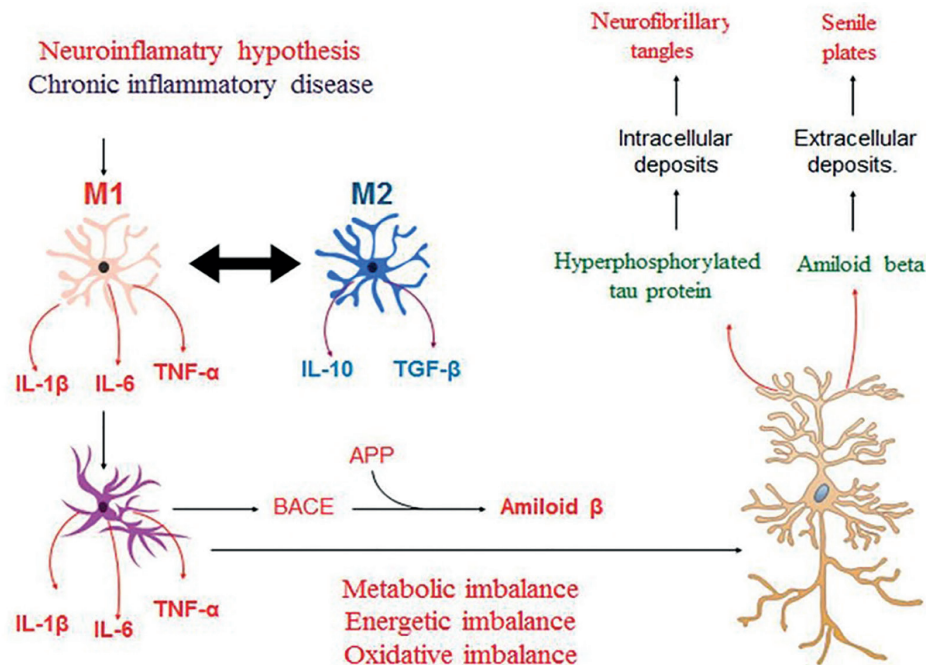 Neuroinflamatry hypothesis
Chronic inflammatory disease
M1
M2
IL-1β
IL-6
TNF-α
IL-10
TGF-β
APP
BACE
Amiloid β
IL-1β
IL-6
TNF-α
Metabolic imbalance
Energetic imbalance
Oxidative imbalance
Neurofibrillary
tangles
Intracellular
deposits
Hyperphosphorylated
tau protein
Senile
plates
Extracellular
deposits.
Amiloid beta